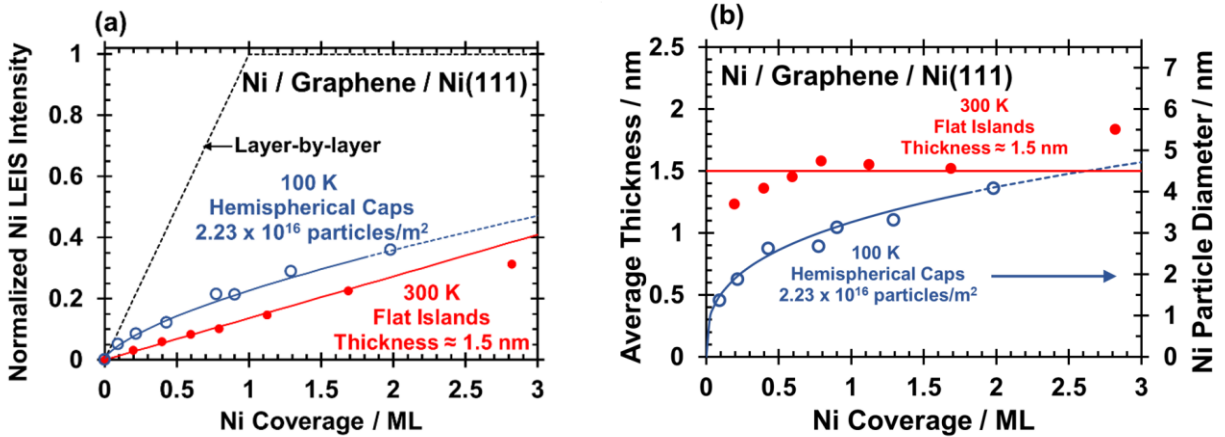 (a)
Normalized Ni LEIS Intensity
1
0.8
0.6
0.4
0.2
0
Ni / Graphene / Ni(111)
Layer-by-layer
100 K
Hemispherical Caps
2.23 x 10¹⁶ particles/m²
300 K
Flat Islands
Thickness ≈ 1.5 nm
0 0.5 1 1.5 2 2.5 3
Ni Coverage / ML
(b)
Average Thickness / nm
2.5
2
1.5
1
0.5
0
Ni / Graphene / Ni(111)
300 K
Flat Islands
Thickness ≈ 1.5 nm
100 K
Hemispherical Caps
2.23 x 10¹⁶ particles/m²
7
6
5
4
3
2
1
0
Ni Particle Diameter / nm
0 0.5 1 1.5 2 2.5 3
Ni Coverage / ML